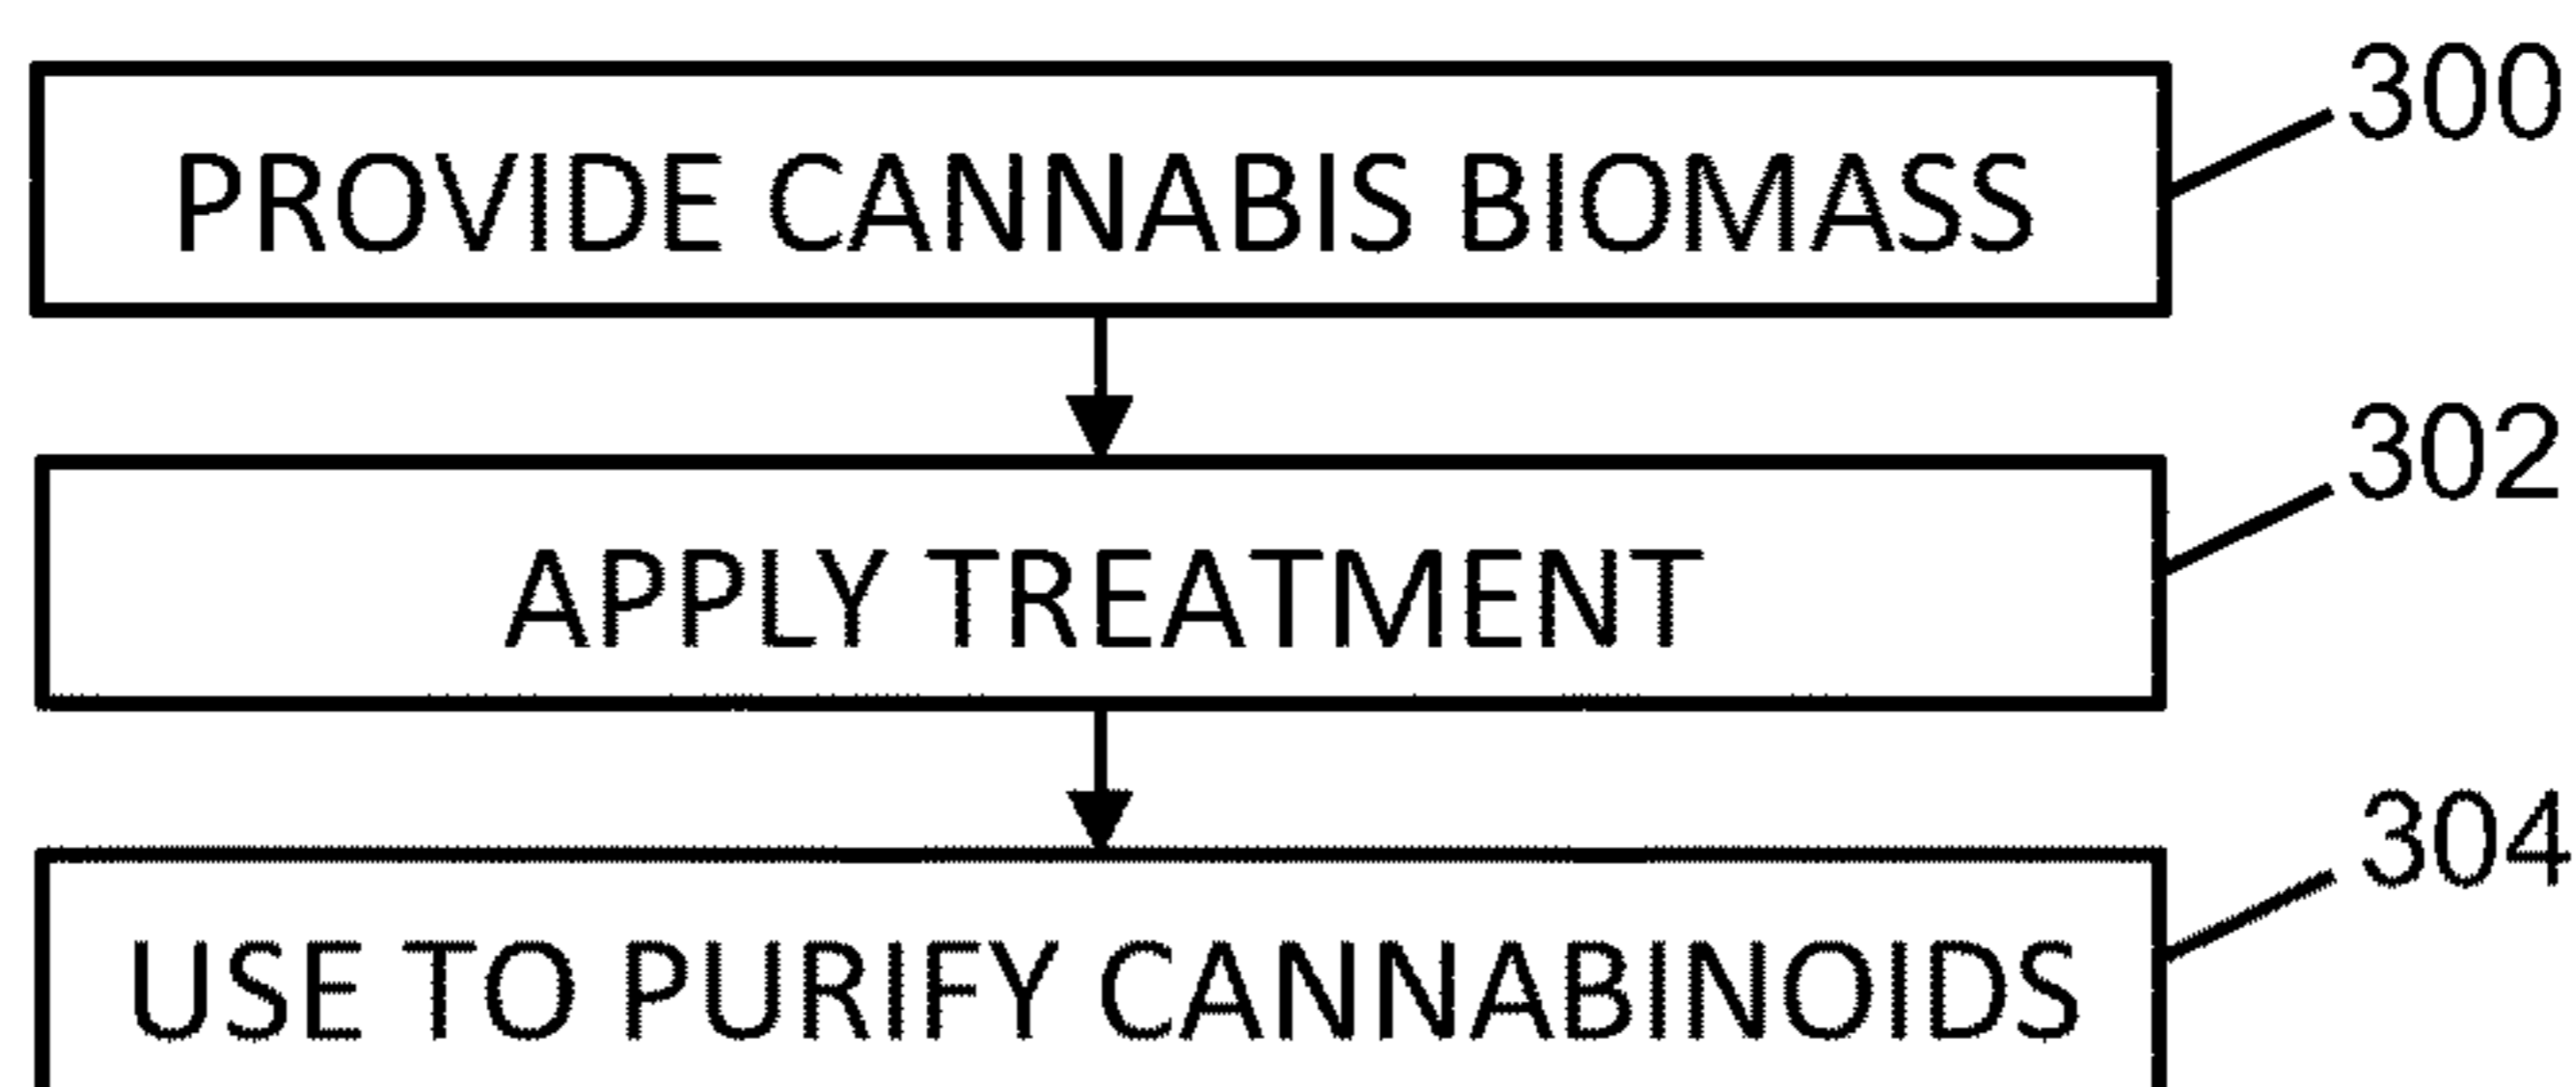 300
PROVIDE CANNABIS BIOMASS
302
APPLY TREATMENT
304
USE TO PURIFY CANNABINOIDS